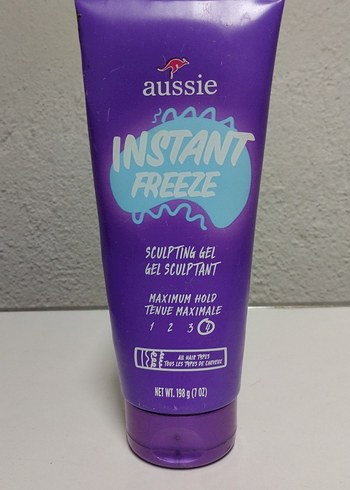 aussie
INSTANT
FREEZE
SCULPTING GEL
GEL SCULPTANT
MAXIMUM HOLD
TENUE MAXIMALE
1 2 3 4
ALL HAIR TYPES
TOUS LES TYPES DE CHEVEUX
NET WT. 198 g (7 OZ)